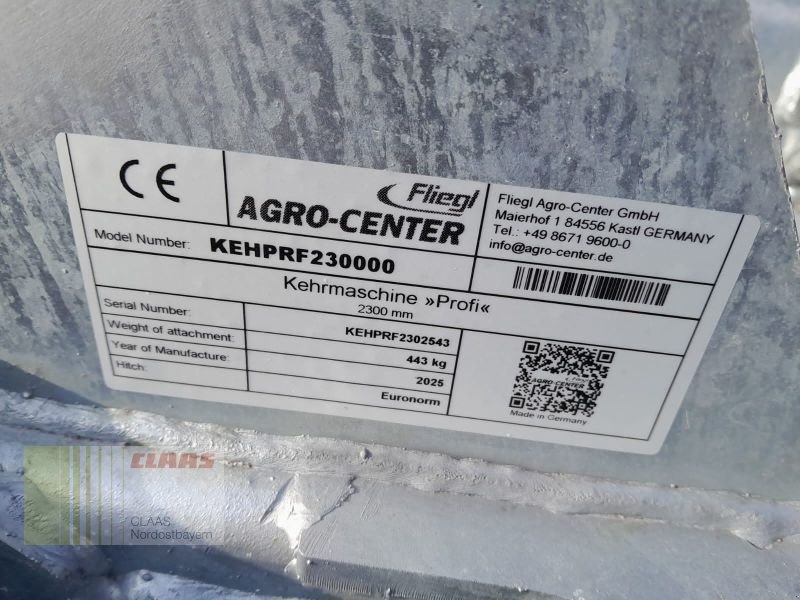 CE
Fliegl
AGRO-CENTER
Fliegl Agro-Center GmbH
Maierhof 1 84556 Kastl GERMANY
Tel.: +49 8671 9600-0
info@agro-center.de
Model Number: KEHPRF230000
Kehrmaschine »Profi«
2300 mm
Serial Number: KEHPRF2302543
Weight of attachment: 443 kg
Year of Manufacture: 2025
Hitch: Euronorm
AGRO-CENTER
Made in Germany
CLAAS
CLAAS
Nordostbayern